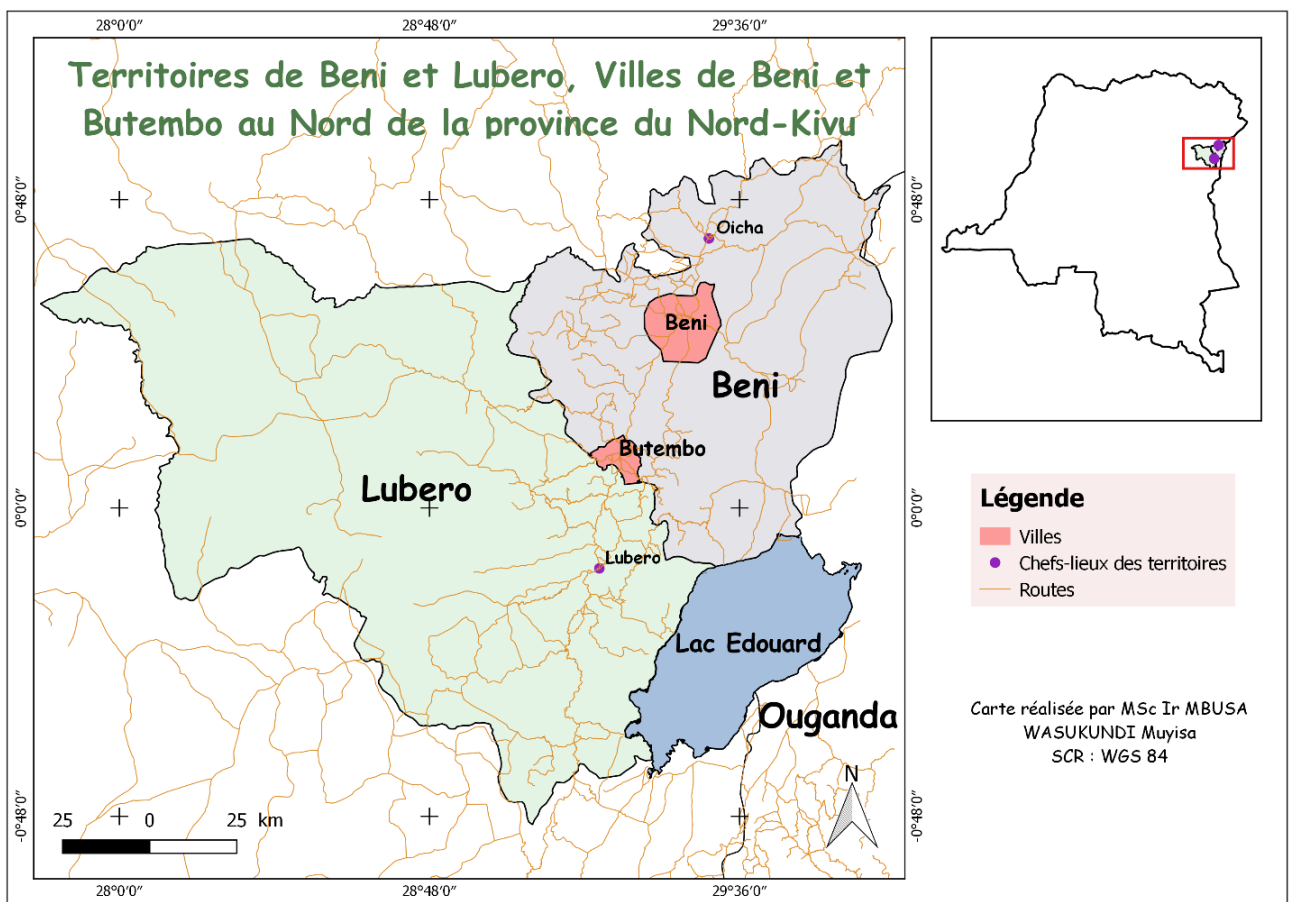 28°0′0″ 28°48′0″ 29°36′0″
Territoires de Beni et Lubero, Villes de Beni et
Butembo au Nord de la province du Nord-Kivu
0°48′0″ 0°48′0″
Oicha
Beni
Beni
Butembo
Lubero
0°0′0″ 0°0′0″
Lubero
Lac Edouard
Ouganda
-0°48′0″ -0°48′0″
N
25 0 25 km
28°0′0″ 28°48′0″ 29°36′0″
Légende
Villes
Chefs-lieux des territoires
Routes
Carte réalisée par MSc Ir MBUSA
WASUKUNDI Muyisa
SCR : WGS 84